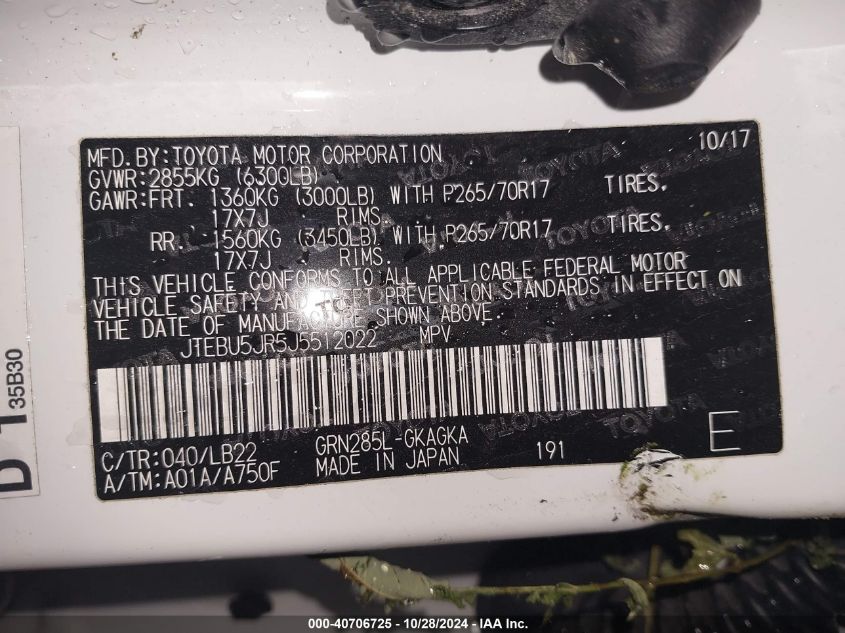 MFD.BY:TOYOTA MOTOR CORPORATION 10/17
GVWR:2855KG (6300LB)
GAWR:FRT. 1360KG (3000LB) WITH P265/70R17 TIRES,
17X7J RIMS.
RR. 1560KG (3450LB) WITH P265/70R17 TIRES,
17X7J RIMS.
THIS VEHICLE CONFORMS TO ALL APPLICABLE FEDERAL MOTOR
VEHICLE SAFETY AND THEFT PREVENTION STANDARDS IN EFFECT ON
THE DATE OF MANUFACTURE SHOWN ABOVE.
JTEBU5JR5J5512022 MPV
C/TR:040/LB22 GRN285L-GKAGKA 191 E
A/TM:A01A/A750F MADE IN JAPAN
35B30
000-40706725 - 10/28/2024 - IAA Inc.